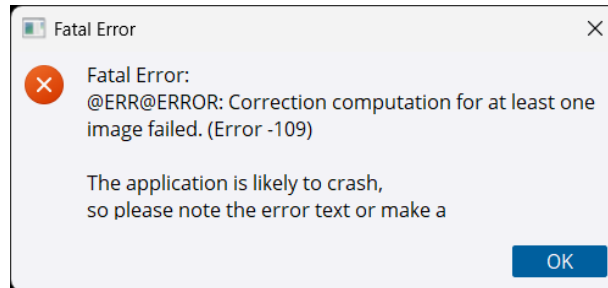 Fatal Error
Fatal Error:
@ERR@ERROR: Correction computation for at least one
image failed. (Error -109)
The application is likely to crash,
so please note the error text or make a
OK